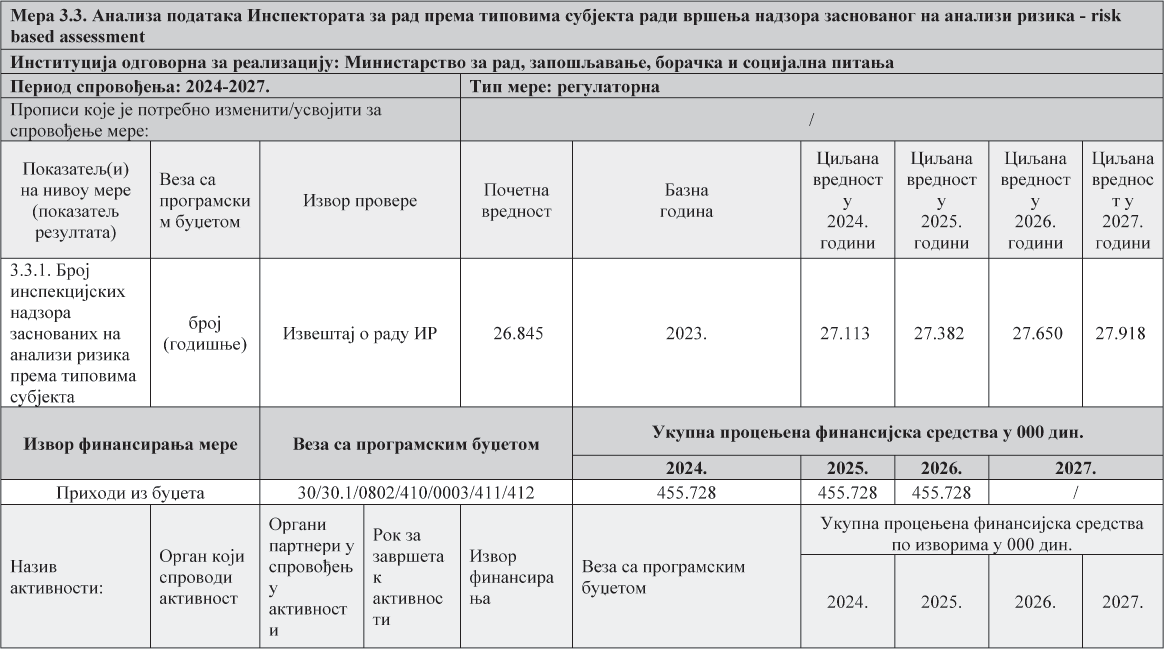 Мера 3.3. Анализа података Инспектората за рад према типовима субјекта ради вршења надзора заснованог на анализи ризика - risk
based assessment
Институција одговорна за реализацију: Министарство за рад, запошљавање, борачка и социјална питања
Период спровођења: 2024-2027.
Тип мере: регулаторна
Прописи које је потребно изменити/усвојити за
спровођење мере:
/
Показатељ(и)
на нивоу мере
(показатељ
резултата)
Веза са
програмски
м буџетом
Извор провере
Почетна
вредност
Базна
година
Циљана
вредност
у
2024.
години
Циљана
вредност
у
2025.
години
Циљана
вредност
у
2026.
години
Циљана
вреднос
т у
2027.
години
3.3.1. Број
инспекцијских
надзора
заснованих на
анализи ризика
према типовима
субјекта
број
(годишње)
Извештај о раду ИР
26.845
2023.
27.113
27.382
27.650
27.918
Извор финансирања мере
Веза са програмским буџетом
Укупна процењена финансијска средства у 000 дин.
2024.
2025.
2026.
2027.
Приходи из буџета
30/30.1/0802/410/0003/411/412
455.728
455.728
455.728
/
Назив
активности:
Орган који
спроводи
активност
Органи
партнери у
спровођењ
у
активност
и
Рок за
завршета
к
активнос
ти
Извор
финансира
ња
Веза са програмским
буџетом
Укупна процењена финансијска средства
по изворима у 000 дин.
2024.
2025.
2026.
2027.